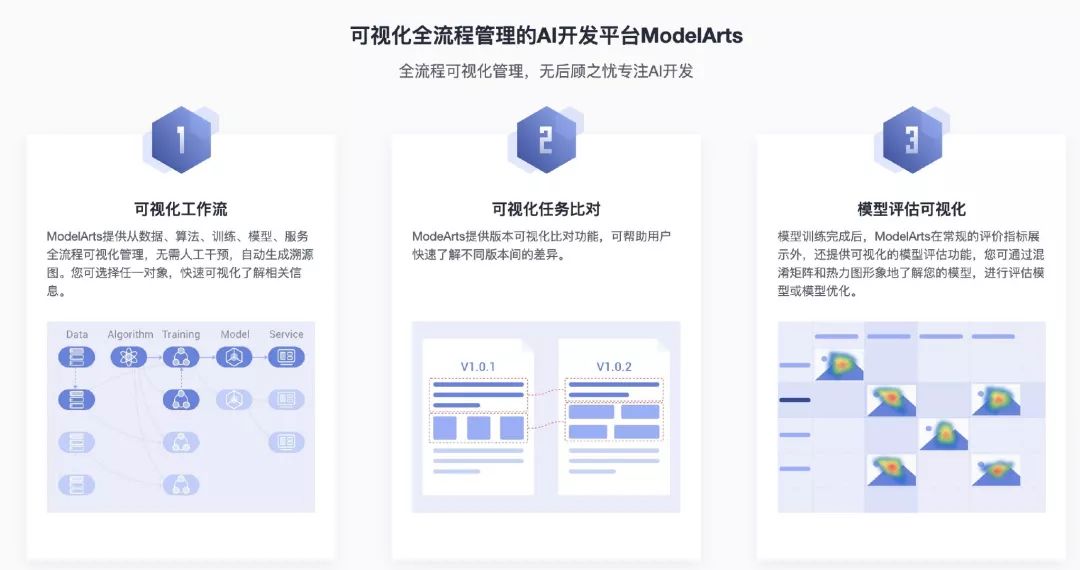 可视化全流程管理的AI开发平台ModelArts
全流程可视化管理，无后顾之忧专注AI开发
1
可视化工作流
ModelArts提供从数据、算法、训练、模型、服务
全流程可视化管理，无需人工干预，自动生成溯源
图。您可选择任一对象，快速可视化了解相关信
息。
Data Algorithm Training Model Service
2
可视化任务比对
ModeArts提供版本可视化比对功能，可帮助用户
快速了解不同版本间的差异。
V1.0.1 V1.0.2
3
模型评估可视化
模型训练完成后，ModelArts在常规的评价指标展
示外，还提供可视化的模型评估功能，您可通过混
淆矩阵和热力图形象地了解您的模型，进行评估模
型或模型优化。